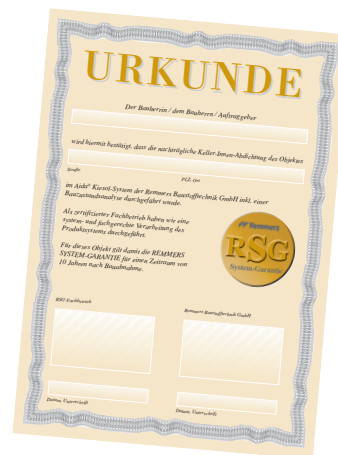 URKUNDE
Der Bauherrin / dem Bauherrn / Auftraggeber
wird hiermit bestätigt, dass die nachträgliche Keller-Innen-Abdichtung des Objektes
Straße
PLZ, Ort
im Aida® Kiesol-System der Remmers Baustofftechnik GmbH inkl. einer
Bauzustandsanalyse durchgeführt wurde.
Als zertifizierter Fachbetrieb haben wir eine
system- und fachgerechte Verarbeitung des
Produktsystems durchgeführt.
Für dieses Objekt gilt damit die REMMERS
SYSTEM-GARANTIE für einen Zeitraum von
10 Jahren nach Bauabnahme.
Remmers
RSG
System-Garantie
RSG Fachbetrieb
Remmers Baustofftechnik GmbH
Datum, Unterschrift
Datum, Unterschrift